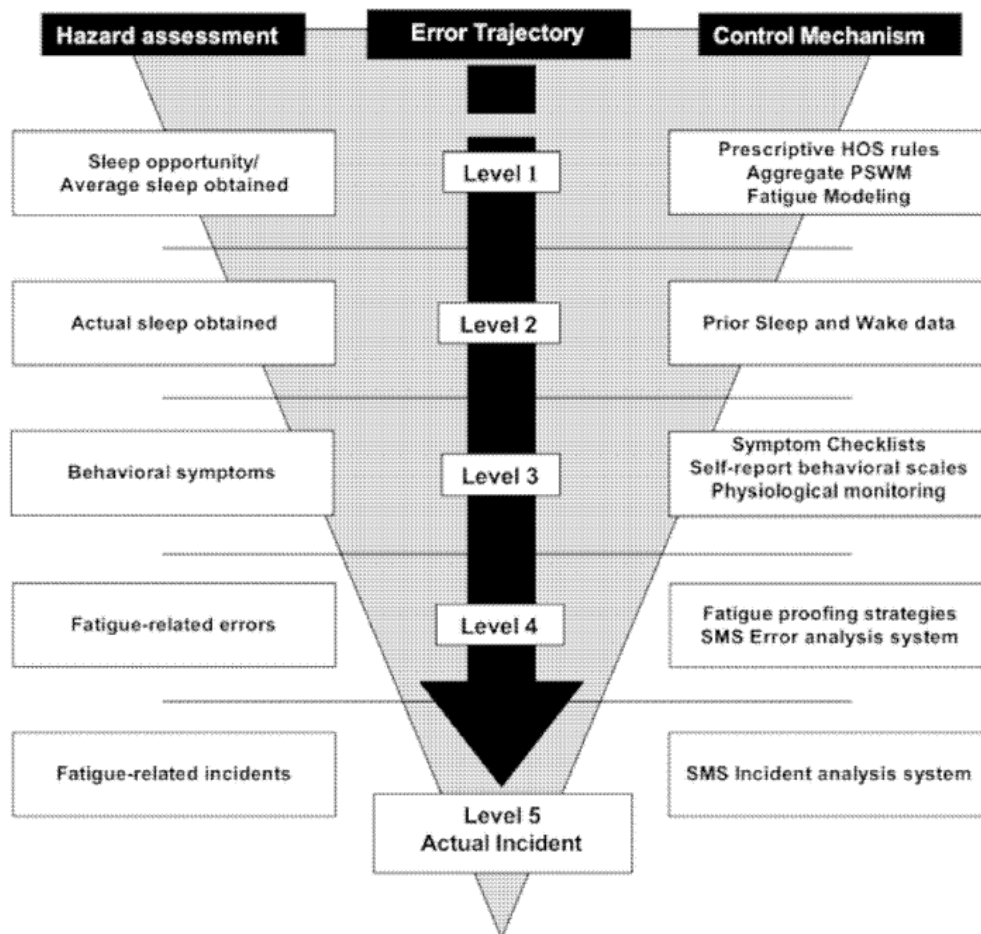 Hazard assessment
Error Trajectory
Control Mechanism
Sleep opportunity/
Average sleep obtained
Level 1
Prescriptive HOS rules
Aggregate PSWM
Fatigue Modeling
Actual sleep obtained
Level 2
Prior Sleep and Wake data
Behavioral symptoms
Level 3
Symptom Checklists
Self-report behavioral scales
Physiological monitoring
Fatigue-related errors
Level 4
Fatigue proofing strategies
SMS Error analysis system
Fatigue-related incidents
Level 5
Actual Incident
SMS Incident analysis system